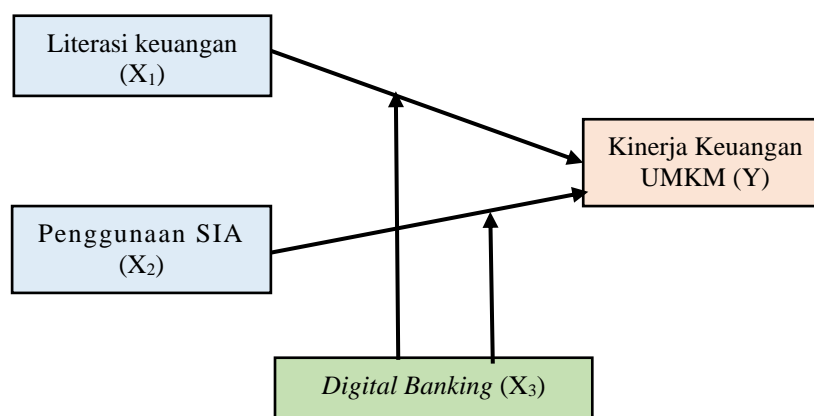 Literasi keuangan
(X₁)
Kinerja Keuangan
UMKM (Y)
Penggunaan SIA
(X₂)
Digital Banking (X₃)